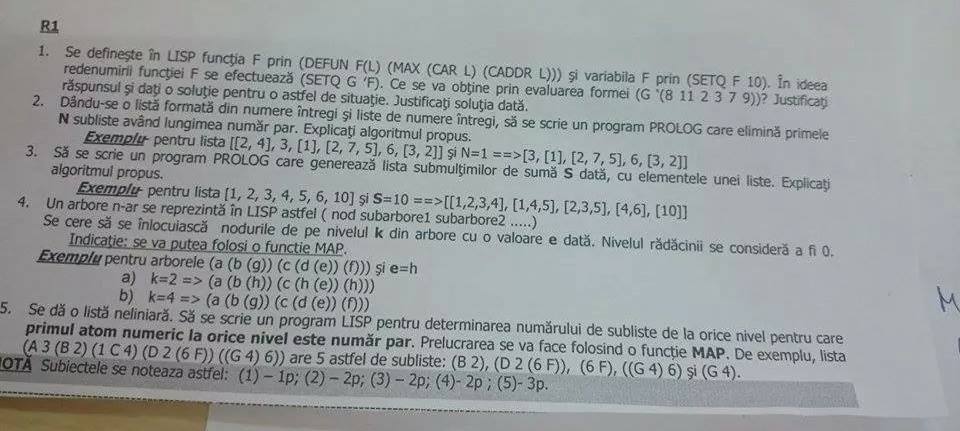 R1
1. Se definește în LISP funcția F prin (DEFUN F(L) (MAX (CAR L) (CADDR L))) și variabila F prin (SETQ F 10). În ideea
redenumirii funcției F se efectuează (SETQ G 'F). Ce se va obține prin evaluarea formei (G '(8 11 2 3 7 9))? Justificați
răspunsul și dați o soluție pentru o astfel de situație. Justificați soluția dată.
2. Dându-se o listă formată din numere întregi și liste de numere întregi, să se scrie un program PROLOG care elimină primele
N subliste având lungimea număr par. Explicați algoritmul propus.
Exemplu pentru lista [[2, 4], 3, [1], [2, 7, 5], 6, [3, 2]] și N=1 ==>[3, [1], [2, 7, 5], 6, [3, 2]]
3. Să se scrie un program PROLOG care generează lista submulțimilor de sumă S dată, cu elementele unei liste. Explicați
algoritmul propus.
Exemplu pentru lista [1, 2, 3, 4, 5, 6, 10] și S=10 ==>[[1,2,3,4], [1,4,5], [2,3,5], [4,6], [10]]
4. Un arbore n-ar se reprezintă în LISP astfel ( nod subarbore1 subarbore2 .....)
Se cere să se înlocuiască nodurile de pe nivelul k din arbore cu o valoare e dată. Nivelul rădăcinii se consideră a fi 0.
Indicație: se va putea folosi o funcție MAP.
Exemplu pentru arborele (a (b (g)) (c (d (e)) (f))) și e=h
a) k=2 => (a (b (h)) (c (h (e)) (h)))
b) k=4 => (a (b (g)) (c (d (e)) (f)))
5. Se dă o listă neliniară. Să se scrie un program LISP pentru determinarea numărului de subliste de la orice nivel pentru care
primul atom numeric la orice nivel este număr par. Prelucrarea se va face folosind o funcție MAP. De exemplu, lista
(A 3 (B 2) (1 C 4) (D 2 (6 F)) ((G 4) 6)) are 5 astfel de subliste: (B 2), (D 2 (6 F)), (6 F), ((G 4) 6) și (G 4).
NOTĂ Subiectele se noteaza astfel: (1) – 1p; (2) – 2p; (3) – 2p; (4)- 2p ; (5)- 3p.
M